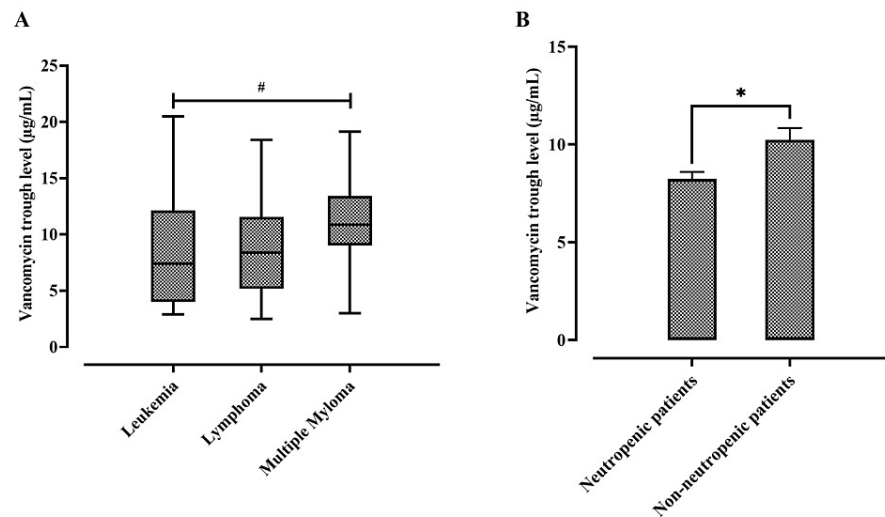 A
Vancomycin trough level (µg/mL)
25
20
15
10
5
0
#
Leukemia
Lymphoma
Multiple Myloma
B
Vancomycin trough level (µg/mL)
15
10
5
0
*
Neutropenic patients
Non-neutropenic patients